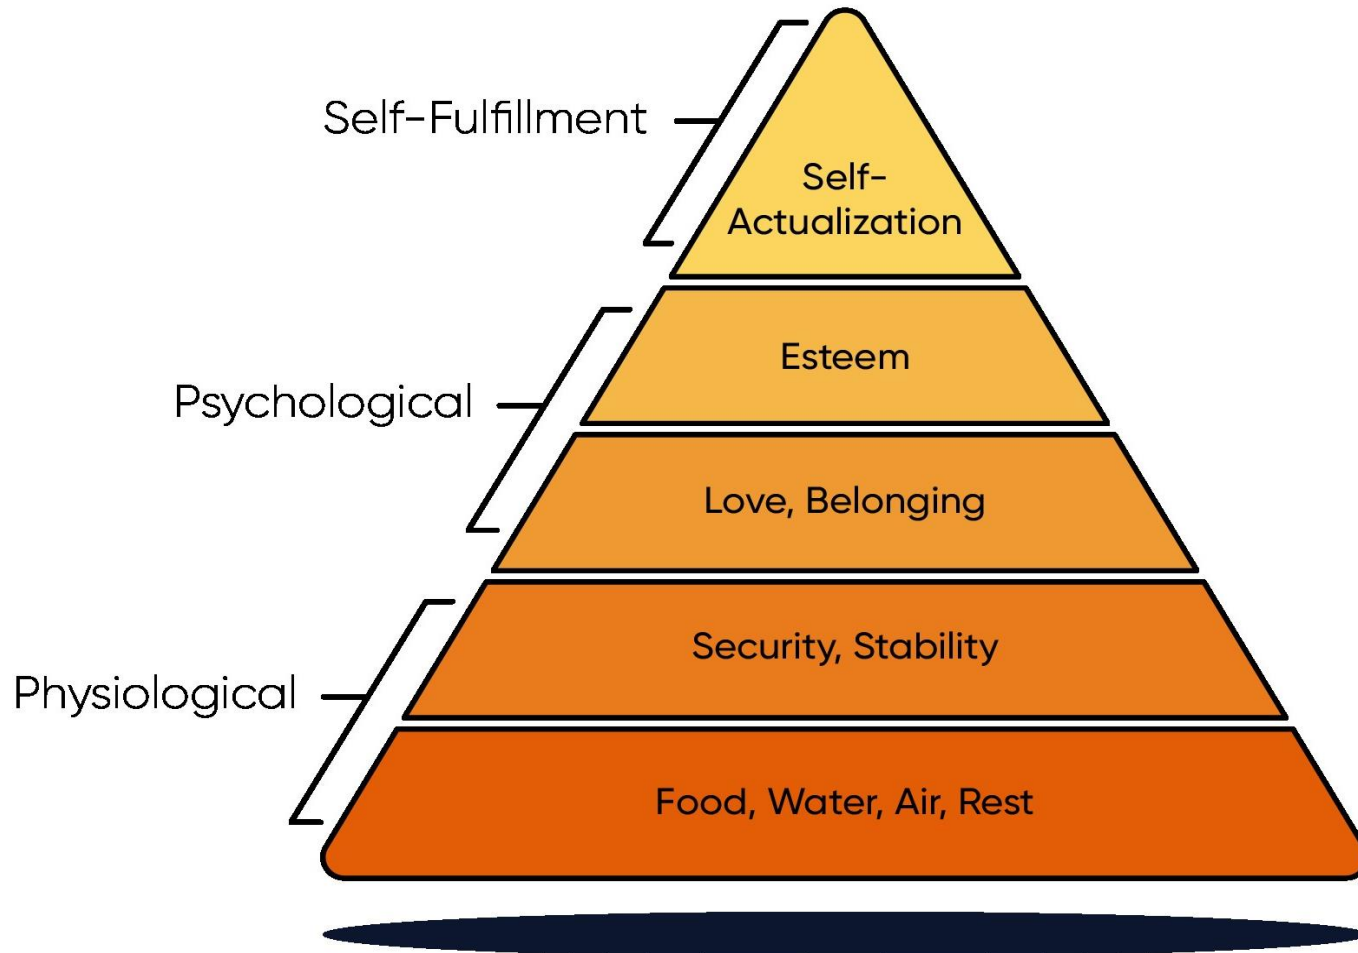 Self-Fulfillment
Self-
Actualization
Psychological
Esteem
Love, Belonging
Physiological
Security, Stability
Food, Water, Air, Rest